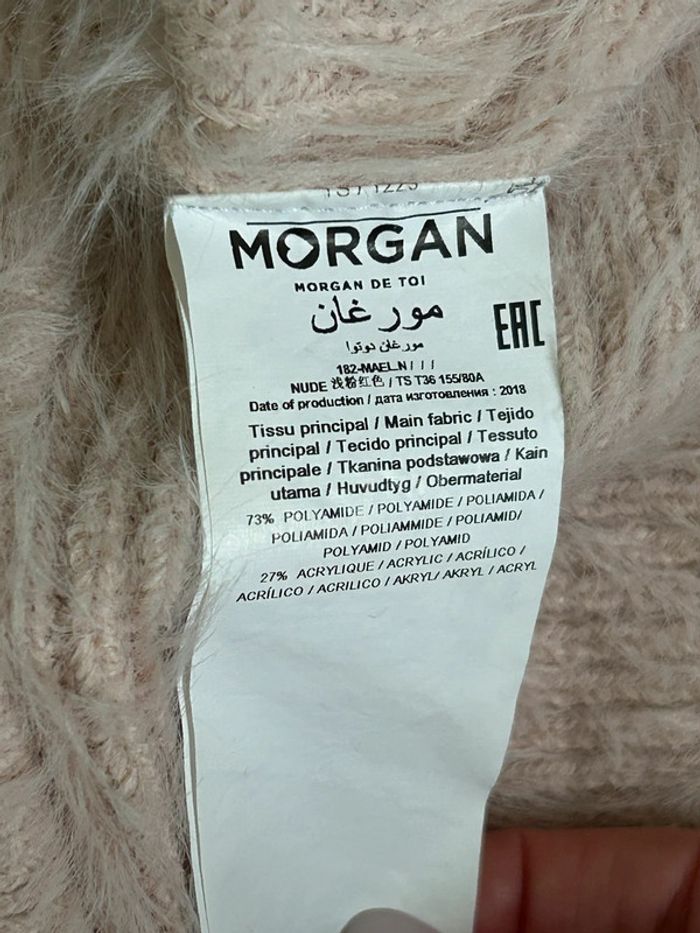 MORGAN
MORGAN DE TOI
مورغان
مورغان دوتوا
EAC
182-MAEL.N / / /
NUDE 浅粉红色 / TS T36 155/80A
Date of production / дата изготовления : 2018
Tissu principal / Main fabric / Tejido
principal / Tecido principal / Tessuto
principale / Tkanina podstawowa / Kain
utama / Huvudtyg / Obermaterial
73% POLYAMIDE / POLYAMIDE / POLIAMIDA /
POLIAMIDA / POLIAMMIDE / POLIAMID/
POLYAMID / POLYAMID
27% ACRYLIQUE / ACRYLIC / ACRÍLICO /
ACRÍLICO / ACRILICO / AKRYL/ AKRYL / ACRYL